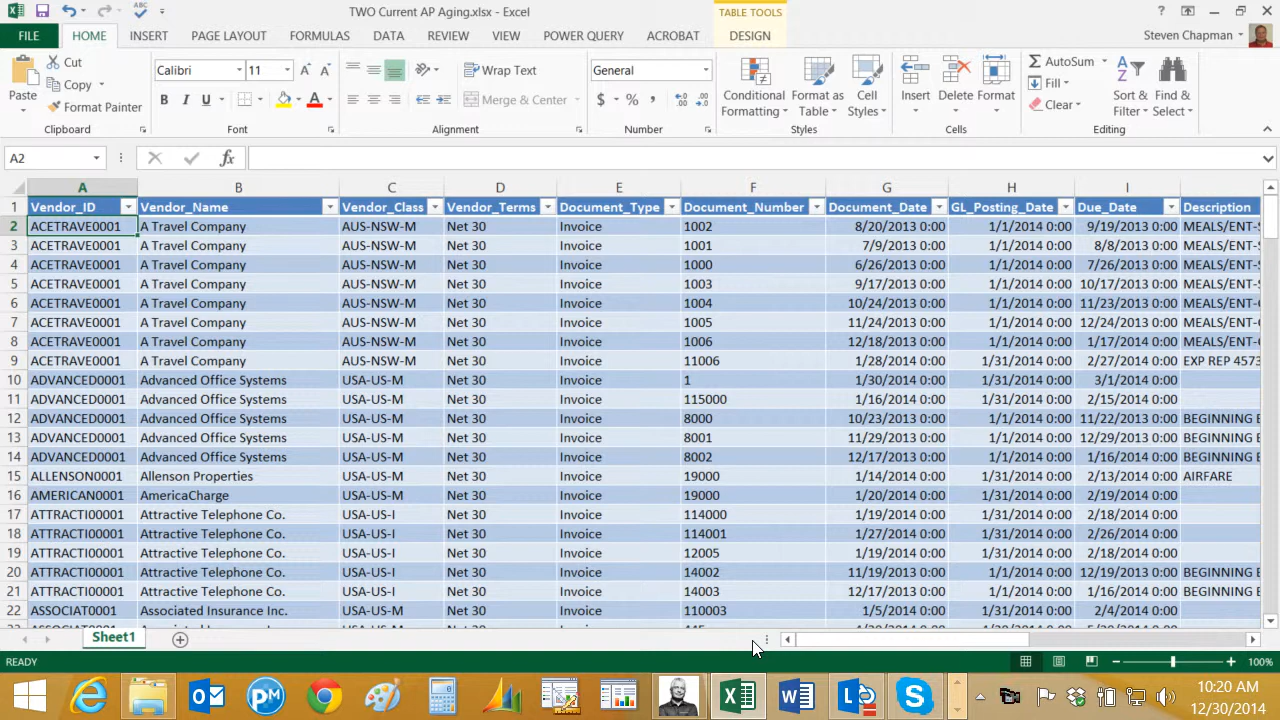 TWO Current AP Aging.xlsx - Excel
TABLE TOOLS
FILE HOME INSERT PAGE LAYOUT FORMULAS DATA REVIEW VIEW POWER QUERY ACROBAT DESIGN Steven Chapman
Paste Cut Copy Format Painter Clipboard
Calibri 11 B I U A Font
Wrap Text Merge & Center Alignment
General $ % , Number
Conditional Formatting Format as Table Cell Styles Styles
Insert Delete Format Cells
AutoSum Fill Clear Sort & Filter Find & Select Editing
A2 fx
A B C D E F G H I
1 Vendor_ID Vendor_Name Vendor_Class Vendor_Terms Document_Type Document_Number Document_Date GL_Posting_Date Due_Date Description
2 ACETRAVE0001 A Travel Company AUS-NSW-M Net 30 Invoice 1002 8/20/2013 0:00 1/1/2014 0:00 9/19/2013 0:00 MEALS/ENT-
3 ACETRAVE0001 A Travel Company AUS-NSW-M Net 30 Invoice 1001 7/9/2013 0:00 1/1/2014 0:00 8/8/2013 0:00 MEALS/ENT-
4 ACETRAVE0001 A Travel Company AUS-NSW-M Net 30 Invoice 1000 6/26/2013 0:00 1/1/2014 0:00 7/26/2013 0:00 MEALS/ENT-
5 ACETRAVE0001 A Travel Company AUS-NSW-M Net 30 Invoice 1003 9/17/2013 0:00 1/1/2014 0:00 10/17/2013 0:00 MEALS/ENT-
6 ACETRAVE0001 A Travel Company AUS-NSW-M Net 30 Invoice 1004 10/24/2013 0:00 1/1/2014 0:00 11/23/2013 0:00 MEALS/ENT-
7 ACETRAVE0001 A Travel Company AUS-NSW-M Net 30 Invoice 1005 11/24/2013 0:00 1/1/2014 0:00 12/24/2013 0:00 MEALS/ENT-
8 ACETRAVE0001 A Travel Company AUS-NSW-M Net 30 Invoice 1006 12/18/2013 0:00 1/1/2014 0:00 1/17/2014 0:00 MEALS/ENT-
9 ACETRAVE0001 A Travel Company AUS-NSW-M Net 30 Invoice 11006 1/28/2014 0:00 1/31/2014 0:00 2/27/2014 0:00 EXP REP 4573
10 ADVANCED0001 Advanced Office Systems USA-US-M Net 30 Invoice 1 1/30/2014 0:00 1/31/2014 0:00 3/1/2014 0:00
11 ADVANCED0001 Advanced Office Systems USA-US-M Net 30 Invoice 115000 1/16/2014 0:00 1/31/2014 0:00 2/15/2014 0:00
12 ADVANCED0001 Advanced Office Systems USA-US-M Net 30 Invoice 8000 10/23/2013 0:00 1/1/2014 0:00 11/22/2013 0:00 BEGINNING
13 ADVANCED0001 Advanced Office Systems USA-US-M Net 30 Invoice 8001 11/29/2013 0:00 1/1/2014 0:00 12/29/2013 0:00 BEGINNING
14 ADVANCED0001 Advanced Office Systems USA-US-M Net 30 Invoice 8002 12/17/2013 0:00 1/1/2014 0:00 1/16/2014 0:00 BEGINNING
15 ALLENSON0001 Allenson Properties USA-US-M Net 30 Invoice 19000 1/14/2014 0:00 1/31/2014 0:00 2/13/2014 0:00 AIRFARE
16 AMERICAN0001 AmericaCharge USA-US-M Net 30 Invoice 19000 1/20/2014 0:00 1/31/2014 0:00 2/19/2014 0:00
17 ATTRACTI00001 Attractive Telephone Co. USA-US-I Net 30 Invoice 114000 1/19/2014 0:00 1/31/2014 0:00 2/18/2014 0:00
18 ATTRACTI00001 Attractive Telephone Co. USA-US-I Net 30 Invoice 114001 1/27/2014 0:00 1/31/2014 0:00 2/26/2014 0:00
19 ATTRACTI00001 Attractive Telephone Co. USA-US-I Net 30 Invoice 12005 1/19/2014 0:00 1/31/2014 0:00 2/18/2014 0:00
20 ATTRACTI00001 Attractive Telephone Co. USA-US-I Net 30 Invoice 14002 11/19/2013 0:00 1/1/2014 0:00 12/19/2013 0:00 BEGINNING
21 ATTRACTI00001 Attractive Telephone Co. USA-US-I Net 30 Invoice 14003 12/17/2013 0:00 1/1/2014 0:00 1/16/2014 0:00 BEGINNING
22 ASSOCIAT0001 Associated Insurance Inc. USA-US-M Net 30 Invoice 110003 1/5/2014 0:00 1/31/2014 0:00 2/4/2014 0:00
Sheet1
READY 100%
10:20 AM
12/30/2014